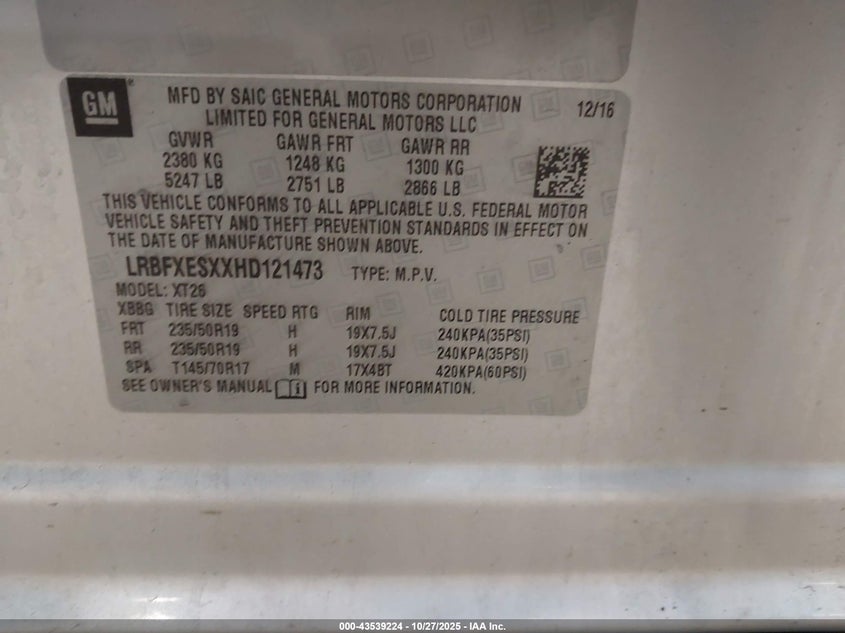 GM
MFD BY SAIC GENERAL MOTORS CORPORATION 12/16
LIMITED FOR GENERAL MOTORS LLC
GVWR GAWR FRT GAWR RR
2380 KG 1248 KG 1300 KG
5247 LB 2751 LB 2866 LB
THIS VEHICLE CONFORMS TO ALL APPLICABLE U.S. FEDERAL MOTOR
VEHICLE SAFETY AND THEFT PREVENTION STANDARDS IN EFFECT ON
THE DATE OF MANUFACTURE SHOWN ABOVE.
LRBFXESXXHD121473 TYPE: M.P.V.
MODEL: XT26
XBBG TIRE SIZE SPEED RTG RIM COLD TIRE PRESSURE
FRT 235/50R19 H 19X7.5J 240KPA(35PSI)
RR 235/50R19 H 19X7.5J 240KPA(35PSI)
SPA T145/70R17 M 17X4BT 420KPA(60PSI)
SEE OWNER'S MANUAL FOR MORE INFORMATION.
000-43539224 - 10/27/2025 - IAA Inc.